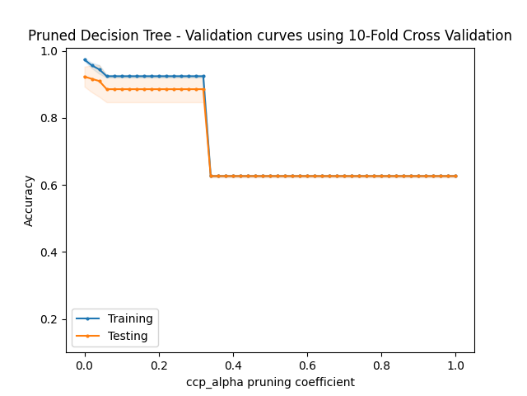 Pruned Decision Tree - Validation curves using 10-Fold Cross Validation
1.0
0.8
0.6
0.4
0.2
Accuracy
Training
Testing
0.0 0.2 0.4 0.6 0.8 1.0
ccp_alpha pruning coefficient